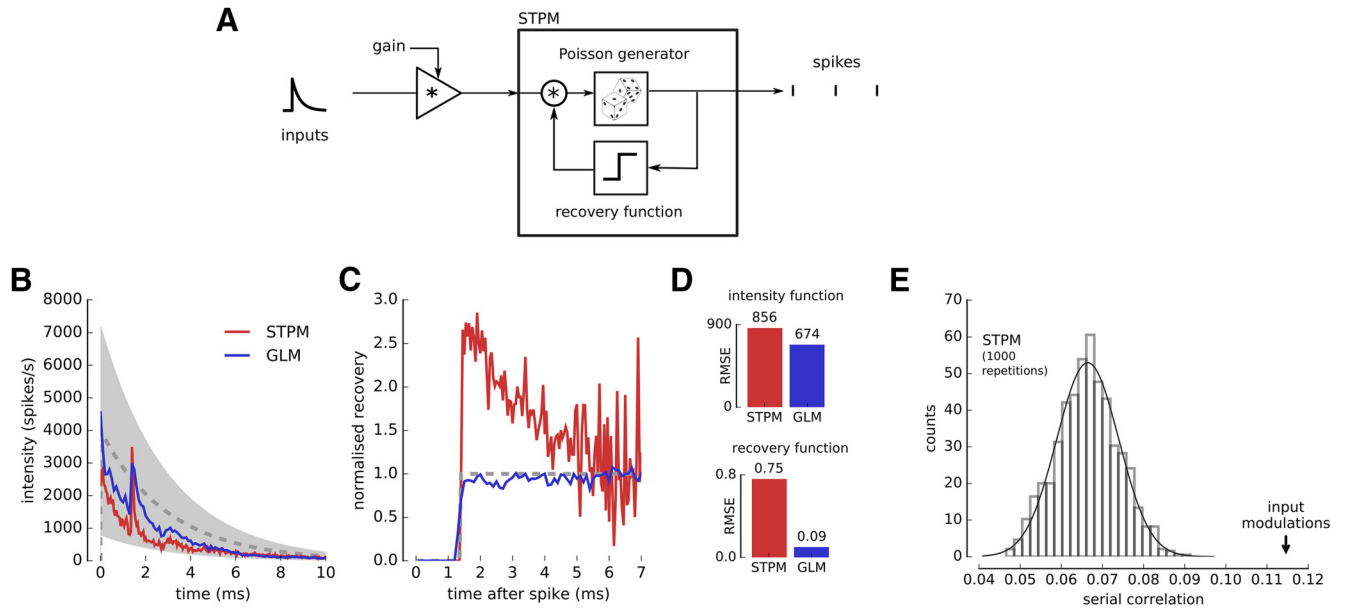 A
STPM
gain
Poisson generator
*
*
spikes
inputs
recovery function
B
8000
7000
6000
5000
4000
3000
2000
1000
0
intensity (spikes/s)
STPM
GLM
0 2 4 6 8 10
time (ms)
C
3.0
2.5
2.0
1.5
1.0
0.5
0.0
normalised recovery
0 1 2 3 4 5 6 7
time after spike (ms)
D
intensity function
856
900
674
RMSE
0
STPM GLM
recovery function
0.75
0.8
RMSE
0.09
0.0
STPM GLM
E
70
60
50
40
30
20
10
0
counts
STPM
(1000
repetitions)
input
modulations
0.04 0.05 0.06 0.07 0.08 0.09 0.10 0.11 0.12
serial correlation